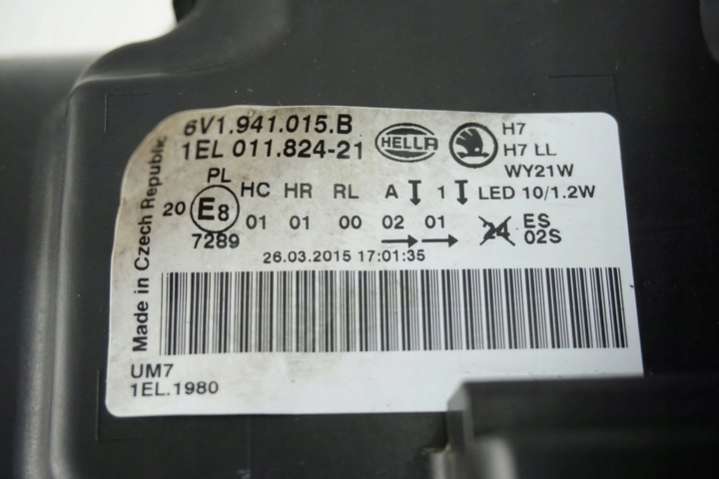 6V1.941.015.B
1EL 011.824-21
HELLA
H7
H7 LL
WY21W
LED 10/1.2W
PL
HC HR RL A 1
20 E8 01 01 00 02 01
7289
24 ES
02S
26.03.2015 17:01:35
Made in Czech Republic
UM7
1EL.1980